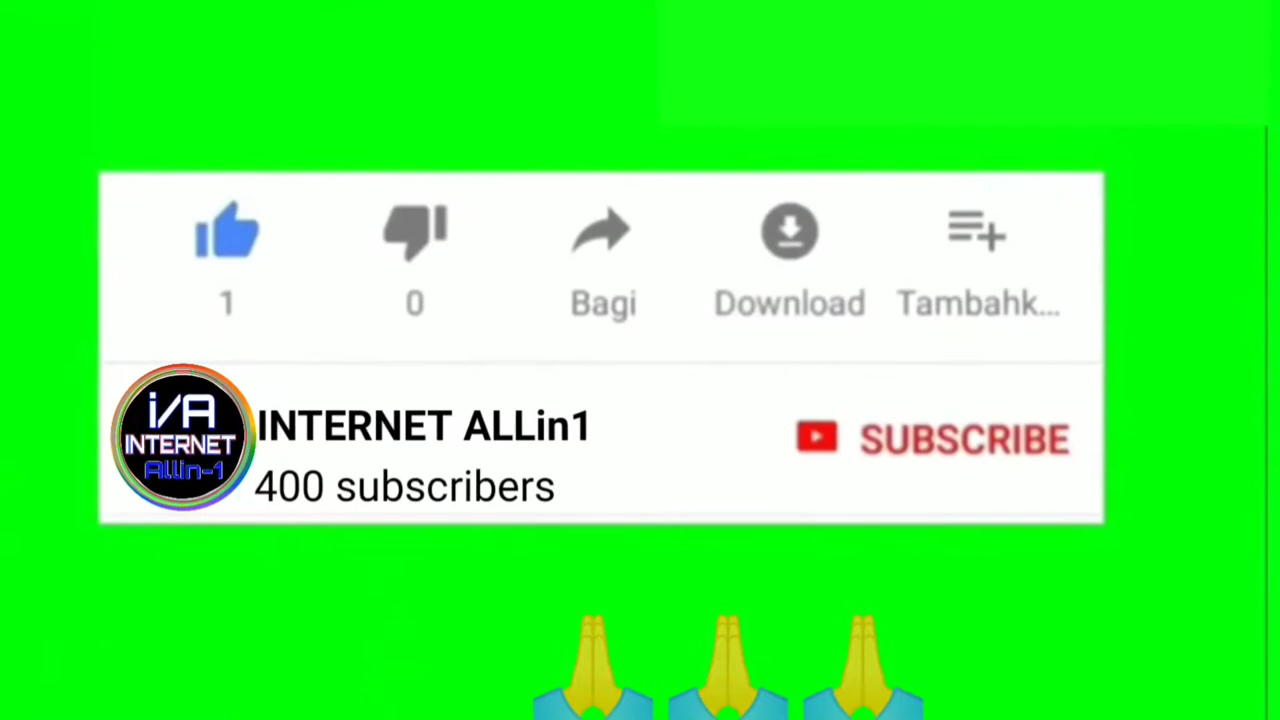 1 0 Bagi Download Tambahk...
i/A
INTERNET
Allin-1
INTERNET ALLin1
400 subscribers
SUBSCRIBE